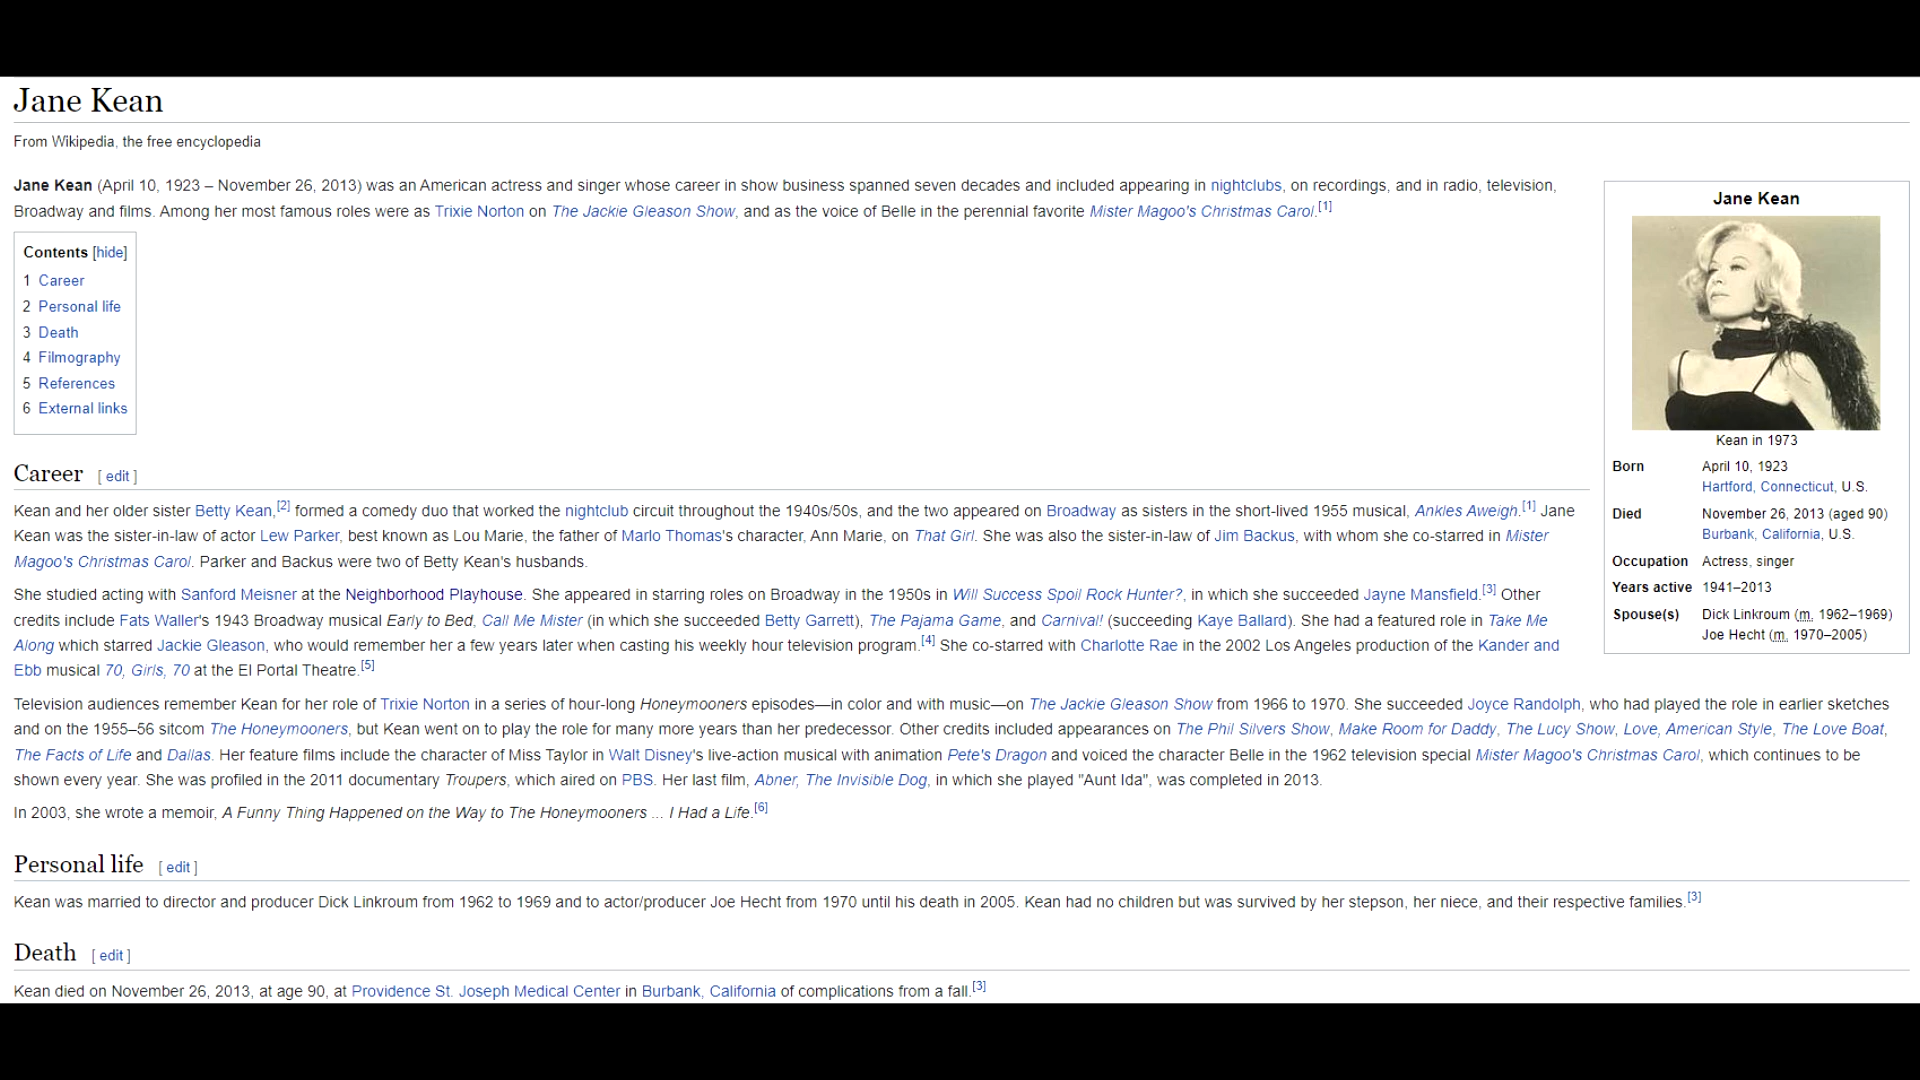 Jane Kean
From Wikipedia, the free encyclopedia
Jane Kean (April 10, 1923 – November 26, 2013) was an American actress and singer whose career in show business spanned seven decades and included appearing in nightclubs, on recordings, and in radio, television,
Broadway and films. Among her most famous roles were as Trixie Norton on The Jackie Gleason Show, and as the voice of Belle in the perennial favorite Mister Magoo's Christmas Carol.[1]
Contents [hide]
1 Career
2 Personal life
3 Death
4 Filmography
5 References
6 External links
Jane Kean
Kean in 1973
Born April 10, 1923
Hartford, Connecticut, U.S.
Died November 26, 2013 (aged 90)
Burbank, California, U.S.
Occupation Actress, singer
Years active 1941–2013
Spouse(s) Dick Linkroum (m. 1962–1969)
Joe Hecht (m. 1970–2005)
Career [ edit ]
Kean and her older sister Betty Kean,[2] formed a comedy duo that worked the nightclub circuit throughout the 1940s/50s, and the two appeared on Broadway as sisters in the short-lived 1955 musical, Ankles Aweigh.[1] Jane
Kean was the sister-in-law of actor Lew Parker, best known as Lou Marie, the father of Marlo Thomas's character, Ann Marie, on That Girl. She was also the sister-in-law of Jim Backus, with whom she co-starred in Mister
Magoo's Christmas Carol. Parker and Backus were two of Betty Kean's husbands.
She studied acting with Sanford Meisner at the Neighborhood Playhouse. She appeared in starring roles on Broadway in the 1950s in Will Success Spoil Rock Hunter?, in which she succeeded Jayne Mansfield.[3] Other
credits include Fats Waller's 1943 Broadway musical Early to Bed, Call Me Mister (in which she succeeded Betty Garrett), The Pajama Game, and Carnival! (succeeding Kaye Ballard). She had a featured role in Take Me
Along which starred Jackie Gleason, who would remember her a few years later when casting his weekly hour television program.[4] She co-starred with Charlotte Rae in the 2002 Los Angeles production of the Kander and
Ebb musical 70, Girls, 70 at the El Portal Theatre.[5]
Television audiences remember Kean for her role of Trixie Norton in a series of hour-long Honeymooners episodes—in color and with music—on The Jackie Gleason Show from 1966 to 1970. She succeeded Joyce Randolph, who had played the role in earlier sketches
and on the 1955–56 sitcom The Honeymooners, but Kean went on to play the role for many more years than her predecessor. Other credits included appearances on The Phil Silvers Show, Make Room for Daddy, The Lucy Show, Love, American Style, The Love Boat,
The Facts of Life and Dallas. Her feature films include the character of Miss Taylor in Walt Disney's live-action musical with animation Pete's Dragon and voiced the character Belle in the 1962 television special Mister Magoo's Christmas Carol, which continues to be
shown every year. She was profiled in the 2011 documentary Troupers, which aired on PBS. Her last film, Abner, The Invisible Dog, in which she played "Aunt Ida", was completed in 2013.
In 2003, she wrote a memoir, A Funny Thing Happened on the Way to The Honeymooners ... I Had a Life.[6]
Personal life [ edit ]
Kean was married to director and producer Dick Linkroum from 1962 to 1969 and to actor/producer Joe Hecht from 1970 until his death in 2005. Kean had no children but was survived by her stepson, her niece, and their respective families.[3]
Death [ edit ]
Kean died on November 26, 2013, at age 90, at Providence St. Joseph Medical Center in Burbank, California of complications from a fall.[3]